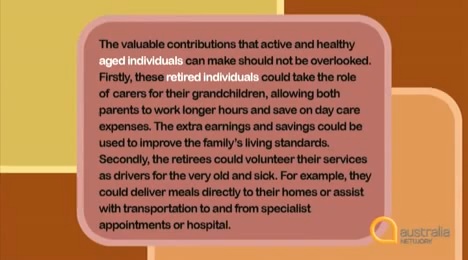 The valuable contributions that active and healthy
aged individuals can make should not be overlooked.
Firstly, these retired individuals could take the role
of carers for their grandchildren, allowing both
parents to work longer hours and save on day care
expenses. The extra earnings and savings could be
used to improve the family's living standards.
Secondly, the retirees could volunteer their services
as drivers for the very old and sick. For example, they
could deliver meals directly to their homes or assist
with transportation to and from specialist
appointments or hospital.
australia
NETWORK